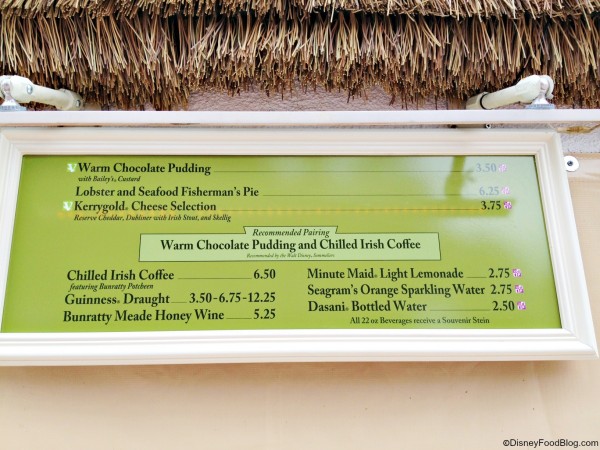 Warm Chocolate Pudding 3.50
with Bailey's, Custard
Lobster and Seafood Fisherman's Pie 6.25
Kerrygold® Cheese Selection 3.75
Reserve Cheddar, Dubliner with Irish Stout, and Skellig
Recommended Pairing
Warm Chocolate Pudding and Chilled Irish Coffee
Recommended by the Walt Disney Sommeliers
Chilled Irish Coffee 6.50
featuring Bunratty Potcheen
Guinness® Draught 3.50-6.75-12.25
Bunratty Meade Honey Wine 5.25
Minute Maid® Light Lemonade 2.75
Seagram's Orange Sparkling Water 2.75
Dasani® Bottled Water 2.50
All 22 oz Beverages receive a Souvenir Stein
©DisneyFoodBlog.com